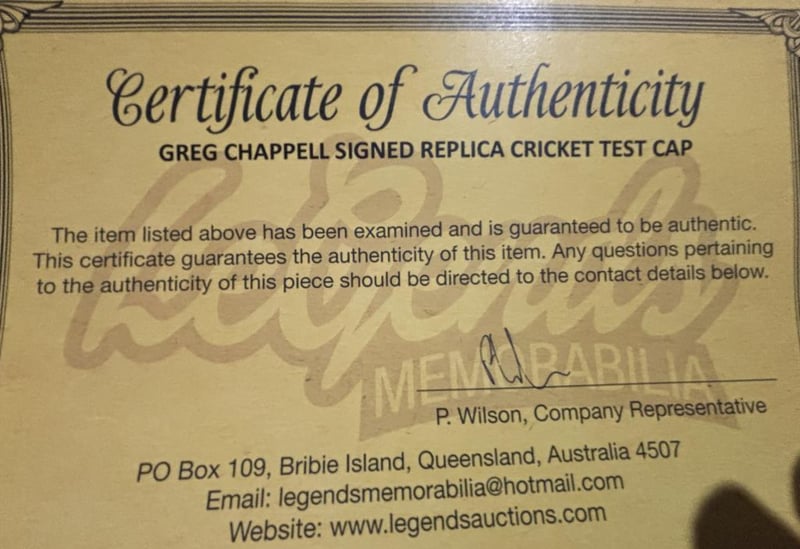 Certificate of Authenticity
GREG CHAPPELL SIGNED REPLICA CRICKET TEST CAP
Legends
MEMORABILIA
The item listed above has been examined and is guaranteed to be authentic.
This certificate guarantees the authenticity of this item. Any questions pertaining
to the authenticity of this piece should be directed to the contact details below.
P. Wilson, Company Representative
PO Box 109, Bribie Island, Queensland, Australia 4507
Email: legendsmemorabilia@hotmail.com
Website: www.legendsauctions.com